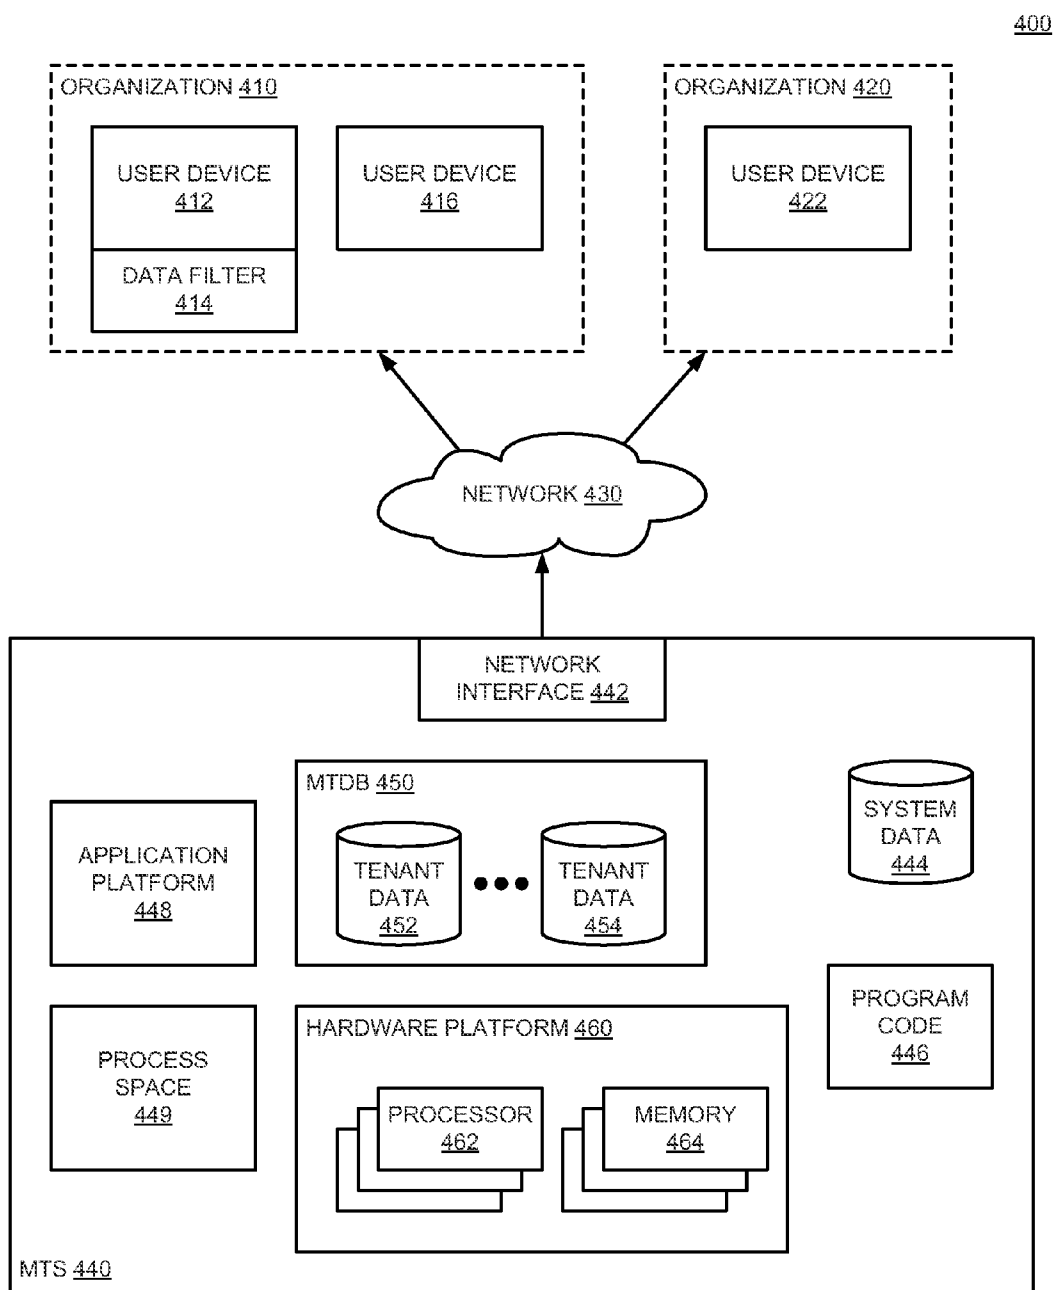 400
ORGANIZATION 410
USER DEVICE
412
DATA FILTER
414
USER DEVICE
416
ORGANIZATION 420
USER DEVICE
422
NETWORK 430
NETWORK
INTERFACE 442
APPLICATION
PLATFORM
448
MTDB 450
TENANT
DATA
452
TENANT
DATA
454
SYSTEM
DATA
444
PROCESS
SPACE
449
HARDWARE PLATFORM 460
PROCESSOR
462
MEMORY
464
PROGRAM
CODE
446
MTS 440